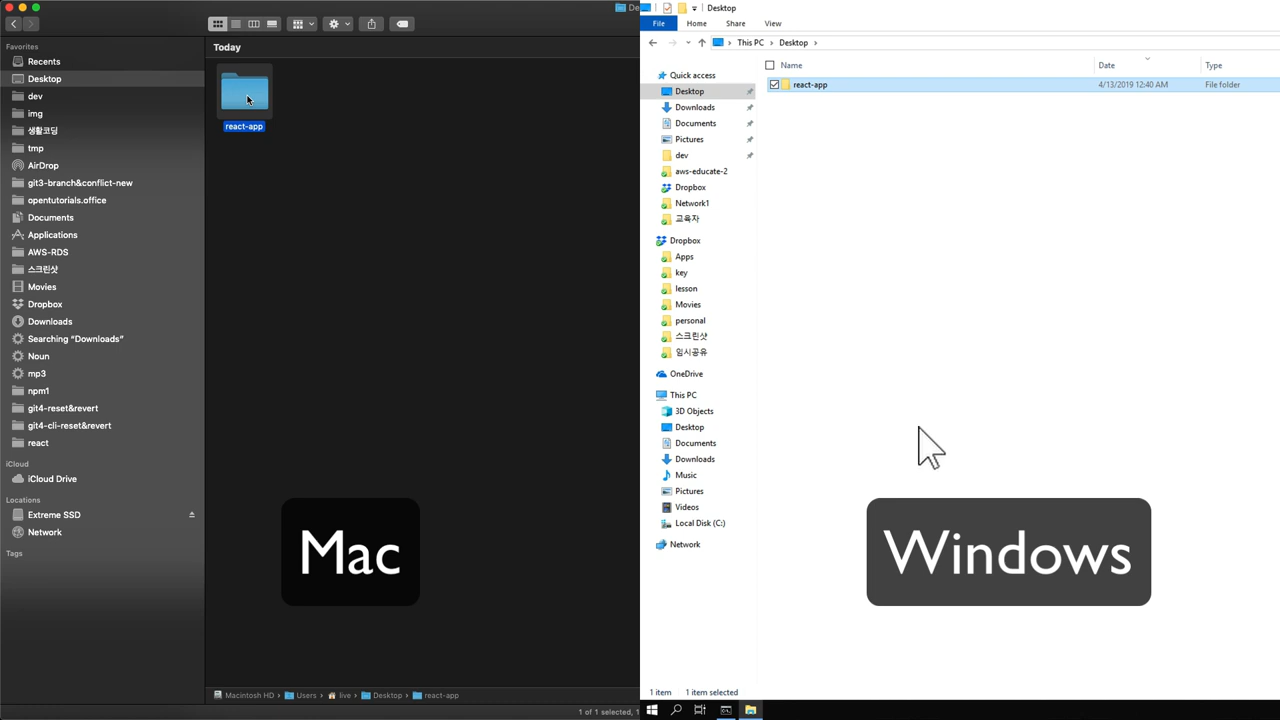 De
Today
Favorites
Recents
Desktop
dev
img
생활코딩
tmp
AirDrop
git3-branch&conflict-new
opentutorials.office
Documents
Applications
AWS-RDS
스크린샷
Movies
Dropbox
Downloads
Searching “Downloads”
Noun
mp3
npm1
git4-reset&revert
git4-cli-reset&revert
react
iCloud
iCloud Drive
Locations
Extreme SSD
Network
Tags
react-app
Mac
Macintosh HD › Users › live › Desktop › react-app
1 of 1 selected, 1
Desktop
File Home Share View
This PC › Desktop ›
Quick access
Desktop
Downloads
Documents
Pictures
dev
aws-educate-2
Dropbox
Network1
교육자
Dropbox
Apps
key
lesson
Movies
personal
스크린샷
임시공유
OneDrive
This PC
3D Objects
Desktop
Documents
Downloads
Music
Pictures
Videos
Local Disk (C:)
Network
Name Date Type
react-app 4/13/2019 12:40 AM File folder
Windows
1 item 1 item selected